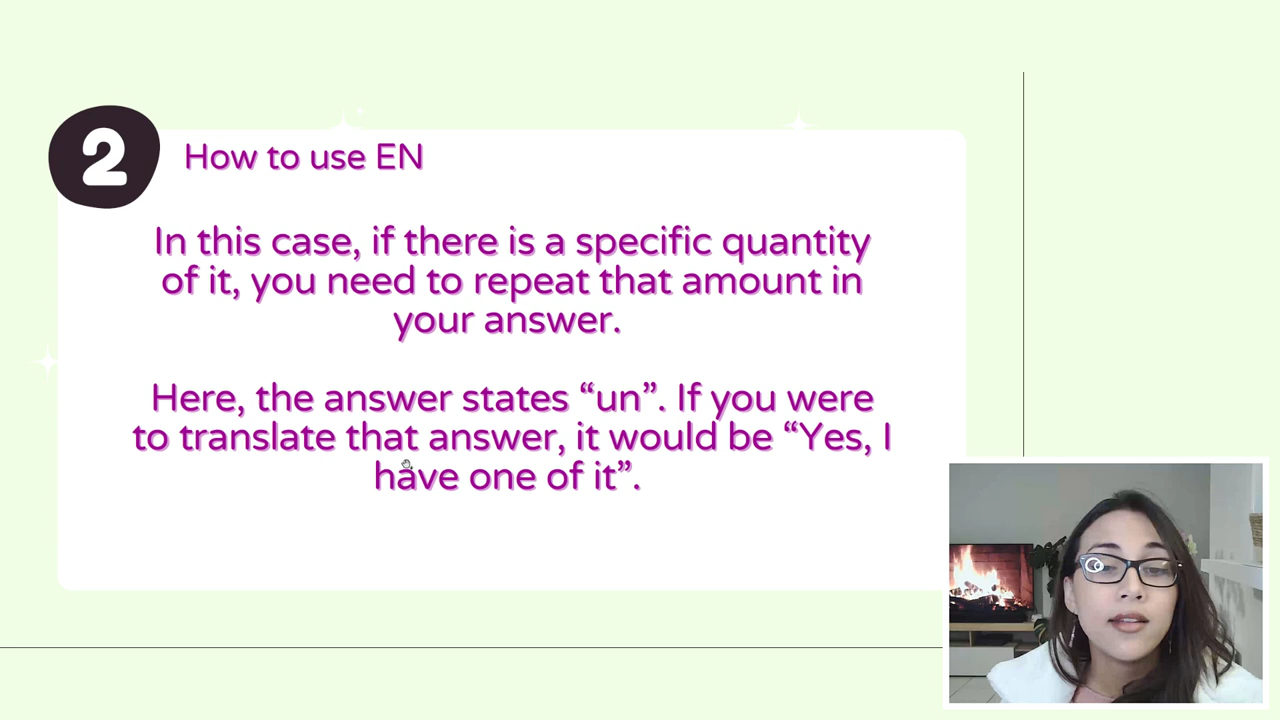 2
How to use EN
In this case, if there is a specific quantity
of it, you need to repeat that amount in
your answer.
Here, the answer states “un”. If you were
to translate that answer, it would be “Yes, I
have one of it”.